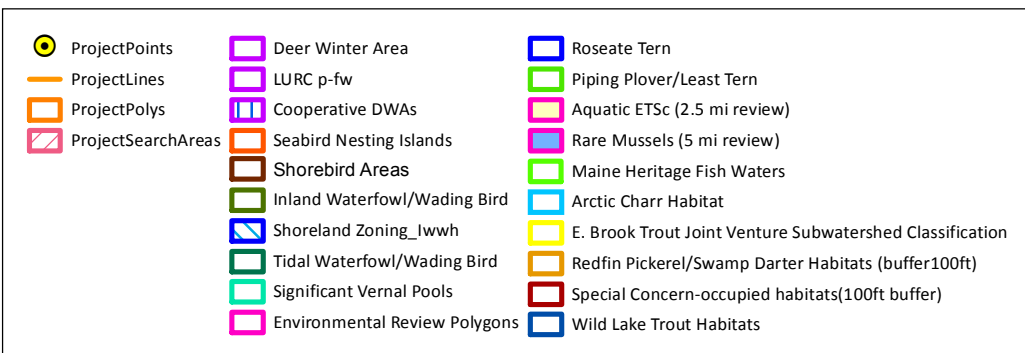 ProjectPoints
ProjectLines
ProjectPolys
ProjectSearchAreas
Deer Winter Area
LURC p-fw
Cooperative DWAs
Seabird Nesting Islands
Shorebird Areas
Inland Waterfowl/Wading Bird
Shoreland Zoning_Iwwh
Tidal Waterfowl/Wading Bird
Significant Vernal Pools
Environmental Review Polygons
Roseate Tern
Piping Plover/Least Tern
Aquatic ETSc (2.5 mi review)
Rare Mussels (5 mi review)
Maine Heritage Fish Waters
Arctic Charr Habitat
E. Brook Trout Joint Venture Subwatershed Classification
Redfin Pickerel/Swamp Darter Habitats (buffer100ft)
Special Concern-occupied habitats(100ft buffer)
Wild Lake Trout Habitats